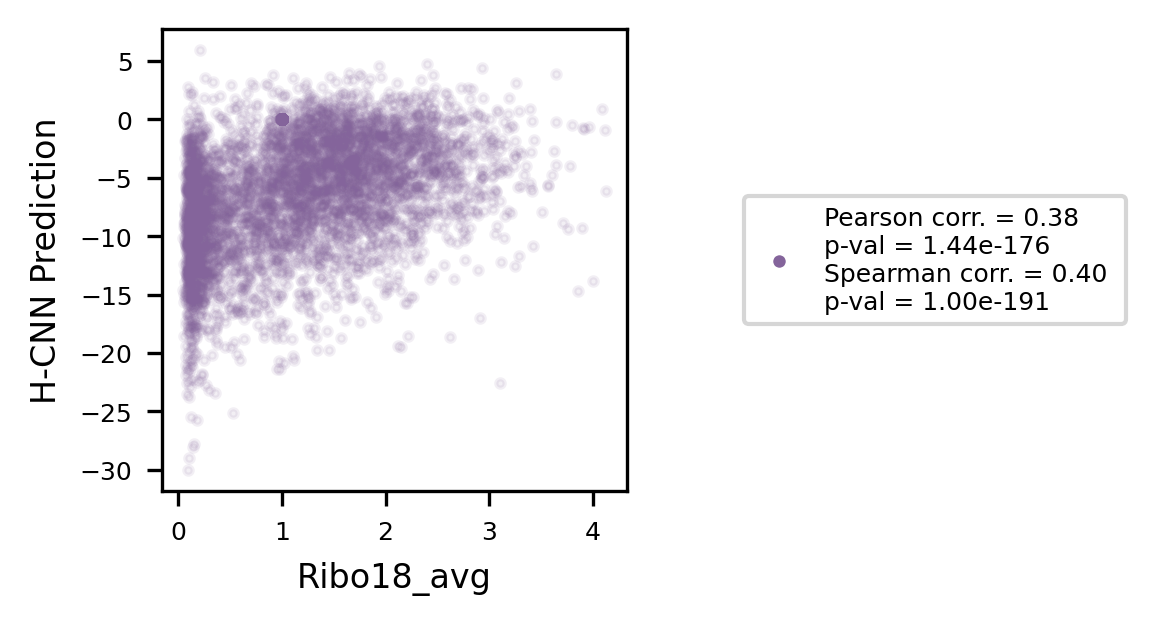 5
0
−5
−10
−15
−20
−25
−30
H-CNN Prediction
0 1 2 3 4
Ribo18_avg
Pearson corr. = 0.38
p-val = 1.44e-176
Spearman corr. = 0.40
p-val = 1.00e-191